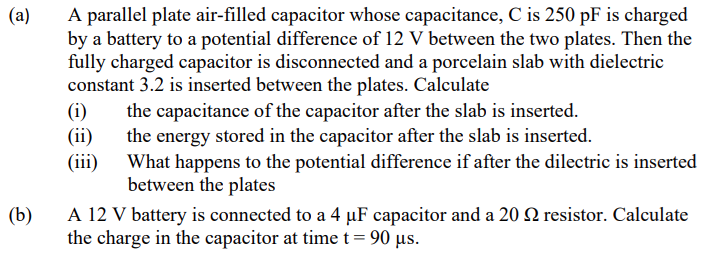 (a) A parallel plate air-filled capacitor whose capacitance, C is 250 pF is charged
by a battery to a potential difference of 12 V between the two plates. Then the
fully charged capacitor is disconnected and a porcelain slab with dielectric
constant 3.2 is inserted between the plates. Calculate
(i) the capacitance of the capacitor after the slab is inserted.
(ii) the energy stored in the capacitor after the slab is inserted.
(iii) What happens to the potential difference if after the dilectric is inserted
between the plates
(b) A 12 V battery is connected to a 4 μF capacitor and a 20 Ω resistor. Calculate
the charge in the capacitor at time t = 90 μs.